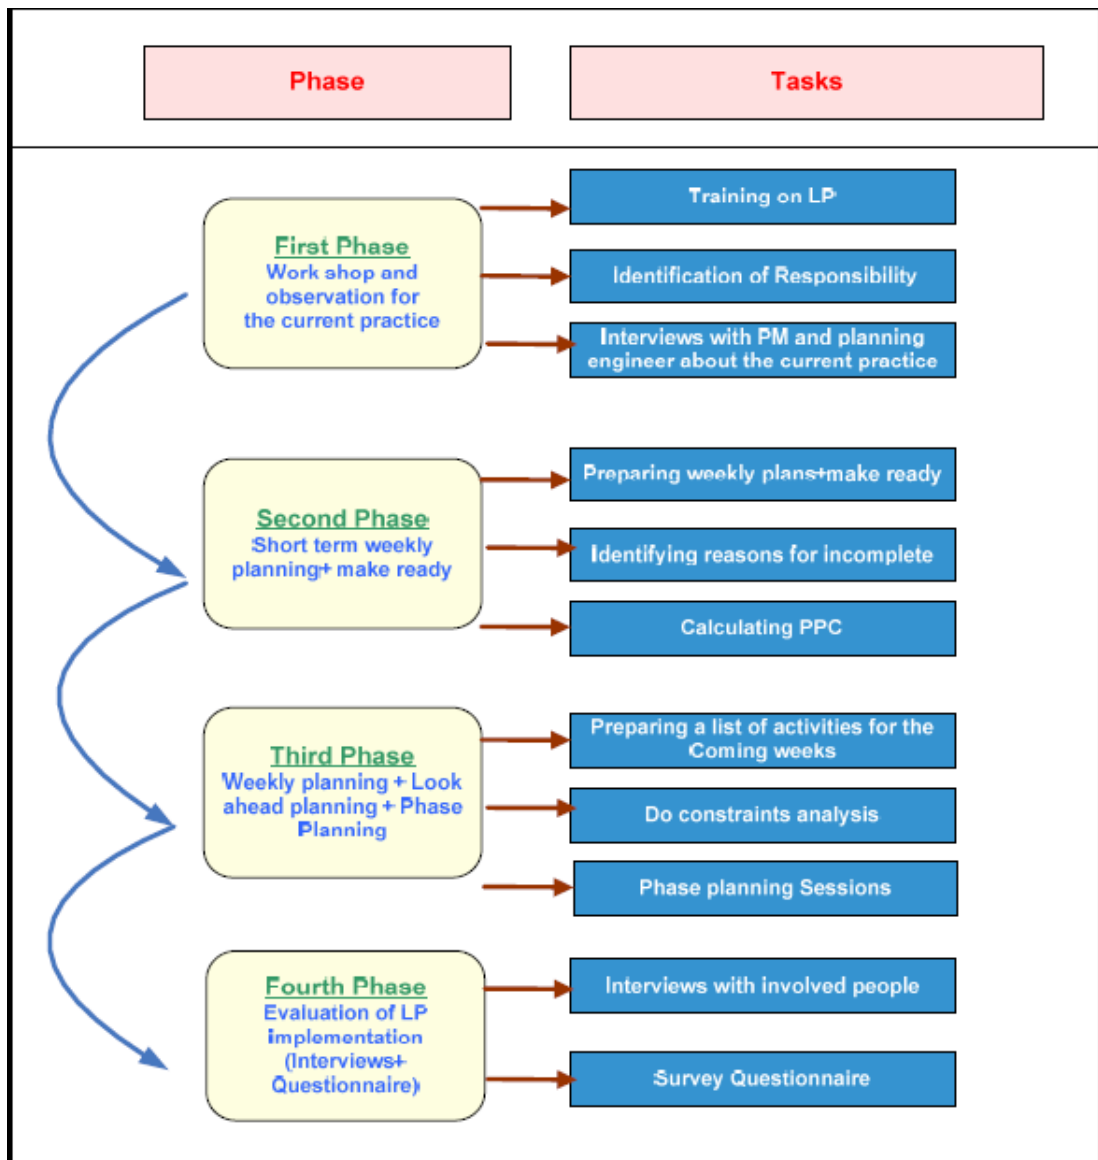 Phase
Tasks
First Phase
Work shop and
observation for
the current practice
Training on LP
Identification of Responsibility
Interviews with PM and planning
engineer about the current practice
Second Phase
Short term weekly
planning+ make ready
Preparing weekly plans+make ready
Identifying reasons for incomplete
Calculating PPC
Third Phase
Weekly planning + Look
ahead planning + Phase
Planning
Preparing a list of activities for the
Coming weeks
Do constraints analysis
Phase planning Sessions
Fourth Phase
Evaluation of LP
implementation
(Interviews+
Questionnaire)
Interviews with involved people
Survey Questionnaire